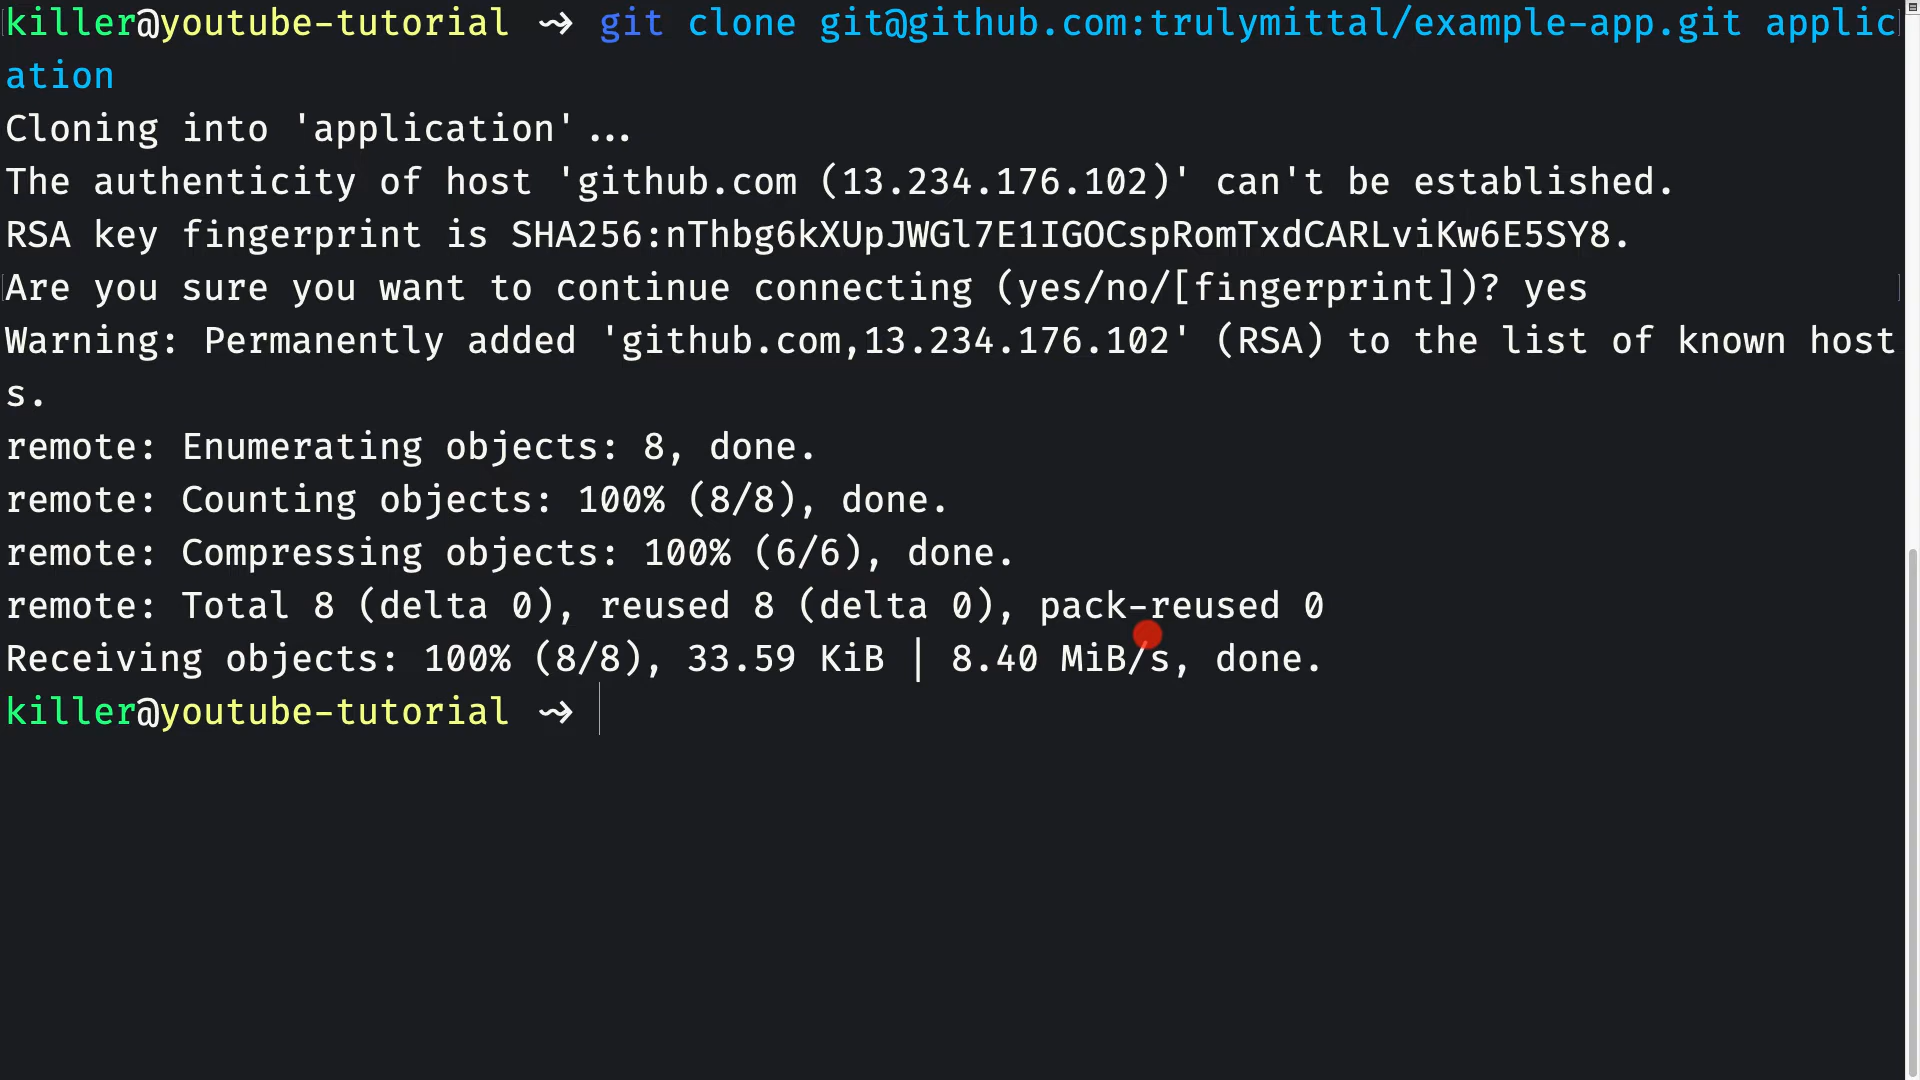 killer@youtube-tutorial ⤳ git clone git@github.com:trulymittal/example-app.git applic
ation
Cloning into 'application'...
The authenticity of host 'github.com (13.234.176.102)' can't be established.
RSA key fingerprint is SHA256:nThbg6kXUpJWGl7E1IGOCspRomTxdCARLviKw6E5SY8.
Are you sure you want to continue connecting (yes/no/[fingerprint])? yes
Warning: Permanently added 'github.com,13.234.176.102' (RSA) to the list of known host
s.
remote: Enumerating objects: 8, done.
remote: Counting objects: 100% (8/8), done.
remote: Compressing objects: 100% (6/6), done.
remote: Total 8 (delta 0), reused 8 (delta 0), pack-reused 0
Receiving objects: 100% (8/8), 33.59 KiB | 8.40 MiB/s, done.
killer@youtube-tutorial ⤳